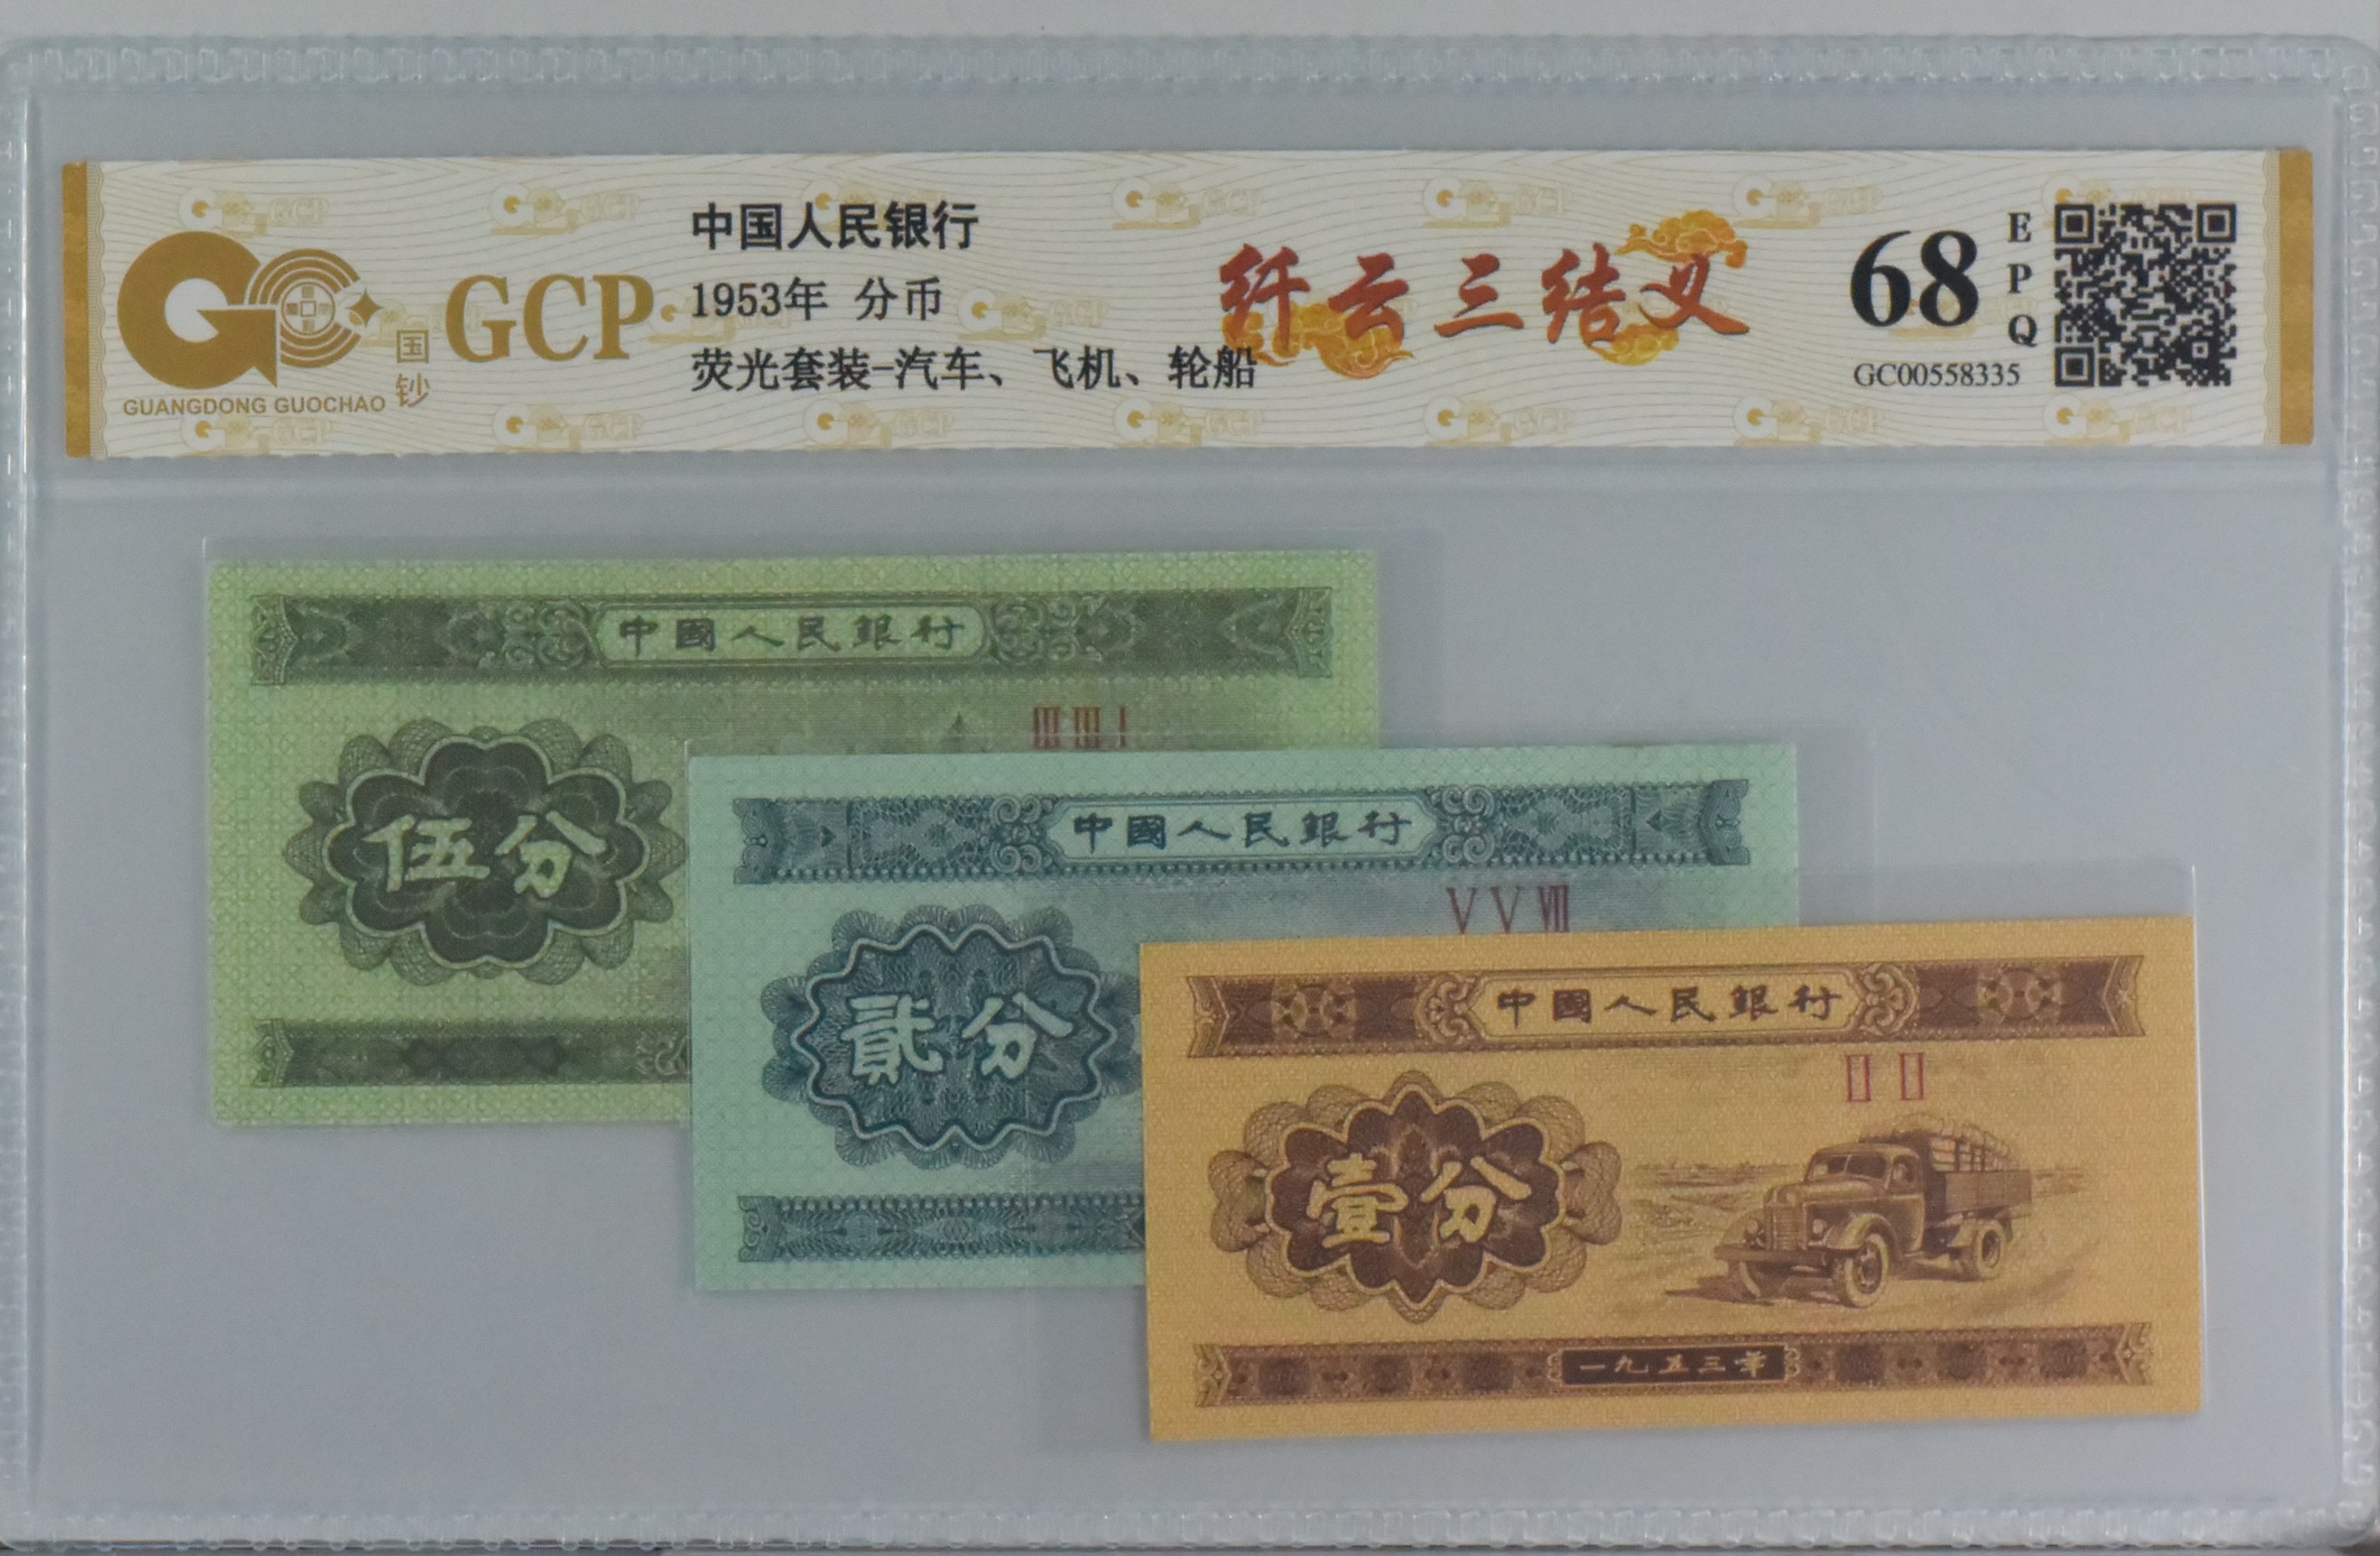 GCP
国钞
GUANGDONG GUOCHAO
中国人民银行
1953年 分币
荧光套装-汽车、飞机、轮船
纤云三结义
68
EPQ
GC00558335
中國人民銀行
III III I
伍分
中國人民銀行
V V VIII
貳分
中國人民銀行
II II
壹分
一九五三年